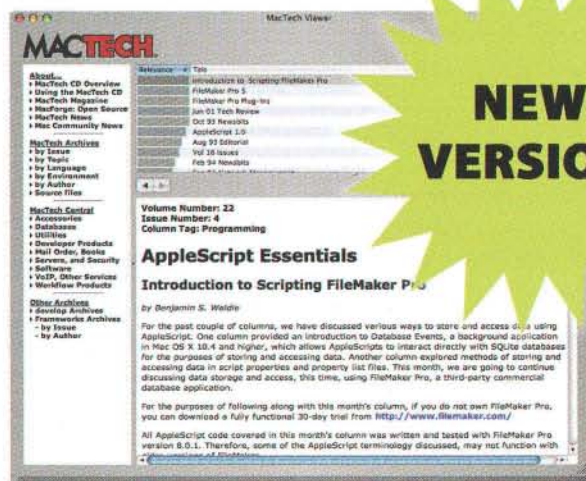 MacTech Viewer
MACTECH
About...
MacTech CD Overview
Using the MacTech CD
MacTech Magazine
MacForge: Open Source
MacTech News
Mac Community News
MacTech Archives
by Issue
by Topic
by Language
by Environment
by Author
Source files
MacTech Central
Accessories
Databases
Utilities
Developer Products
Mail Order, Books
Servers, and Security
Software
VoIP, Other Services
Workflow Products
Other Archives
develop Archives
Frameworks Archives
- by Issue
- by Author
Relevance Title
Introduction to Scripting FileMaker Pro
FileMaker Pro 5
FileMaker Pro Plug-Ins
Jun 01 Tech Review
Oct 93 Newsbits
AppleScript 1.0
Aug 93 Editorial
Vol 16 Issues
Feb 94 Newsbits
NEW
VERSIO
Volume Number: 22
Issue Number: 4
Column Tag: Programming
AppleScript Essentials
Introduction to Scripting FileMaker P
by Benjamin S. Waldie
For the past couple of columns, we have discussed various ways to store and access using
AppleScript. One column provided an introduction to Database Events, a background application
in Mac OS X 10.4 and higher, which allows AppleScripts to interact directly with SQLite databases
for the purposes of storing and accessing data. Another column explored methods of storing and
accessing data in script properties and property list files. This month, we are going to continue
discussing data storage and access, this time, using FileMaker Pro, a third-party commercial
database application.
For the purposes of following along with this month's column, if you do not own FileMaker Pro,
you can download a fully functional 30-day trial from http://www.filemaker.com/
All AppleScript code covered in this month's column was written and tested with FileMaker Pro
version 8.0.1. Therefore, some of the AppleScript terminology discussed, may not function with